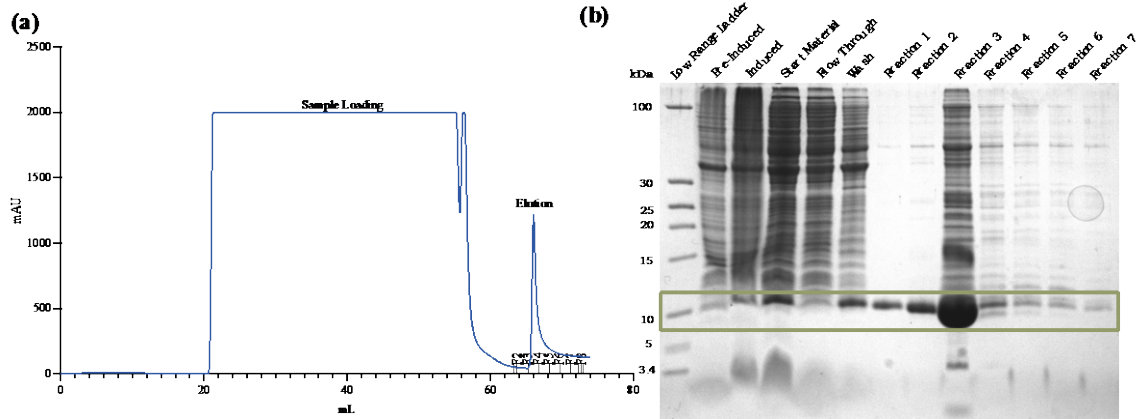 (a)
2500
2000
1500
1000
500
0
mAU
Sample Loading
Elution
0
20
40
60
80
mL
(b)
kDa
Low Range Ladder
Pre-Induced
Induced
Start Material
Flow Through
Wash
Fraction 1
Fraction 2
Fraction 3
Fraction 4
Fraction 5
Fraction 6
Fraction 7
100
30
25
20
15
10
5
3.4